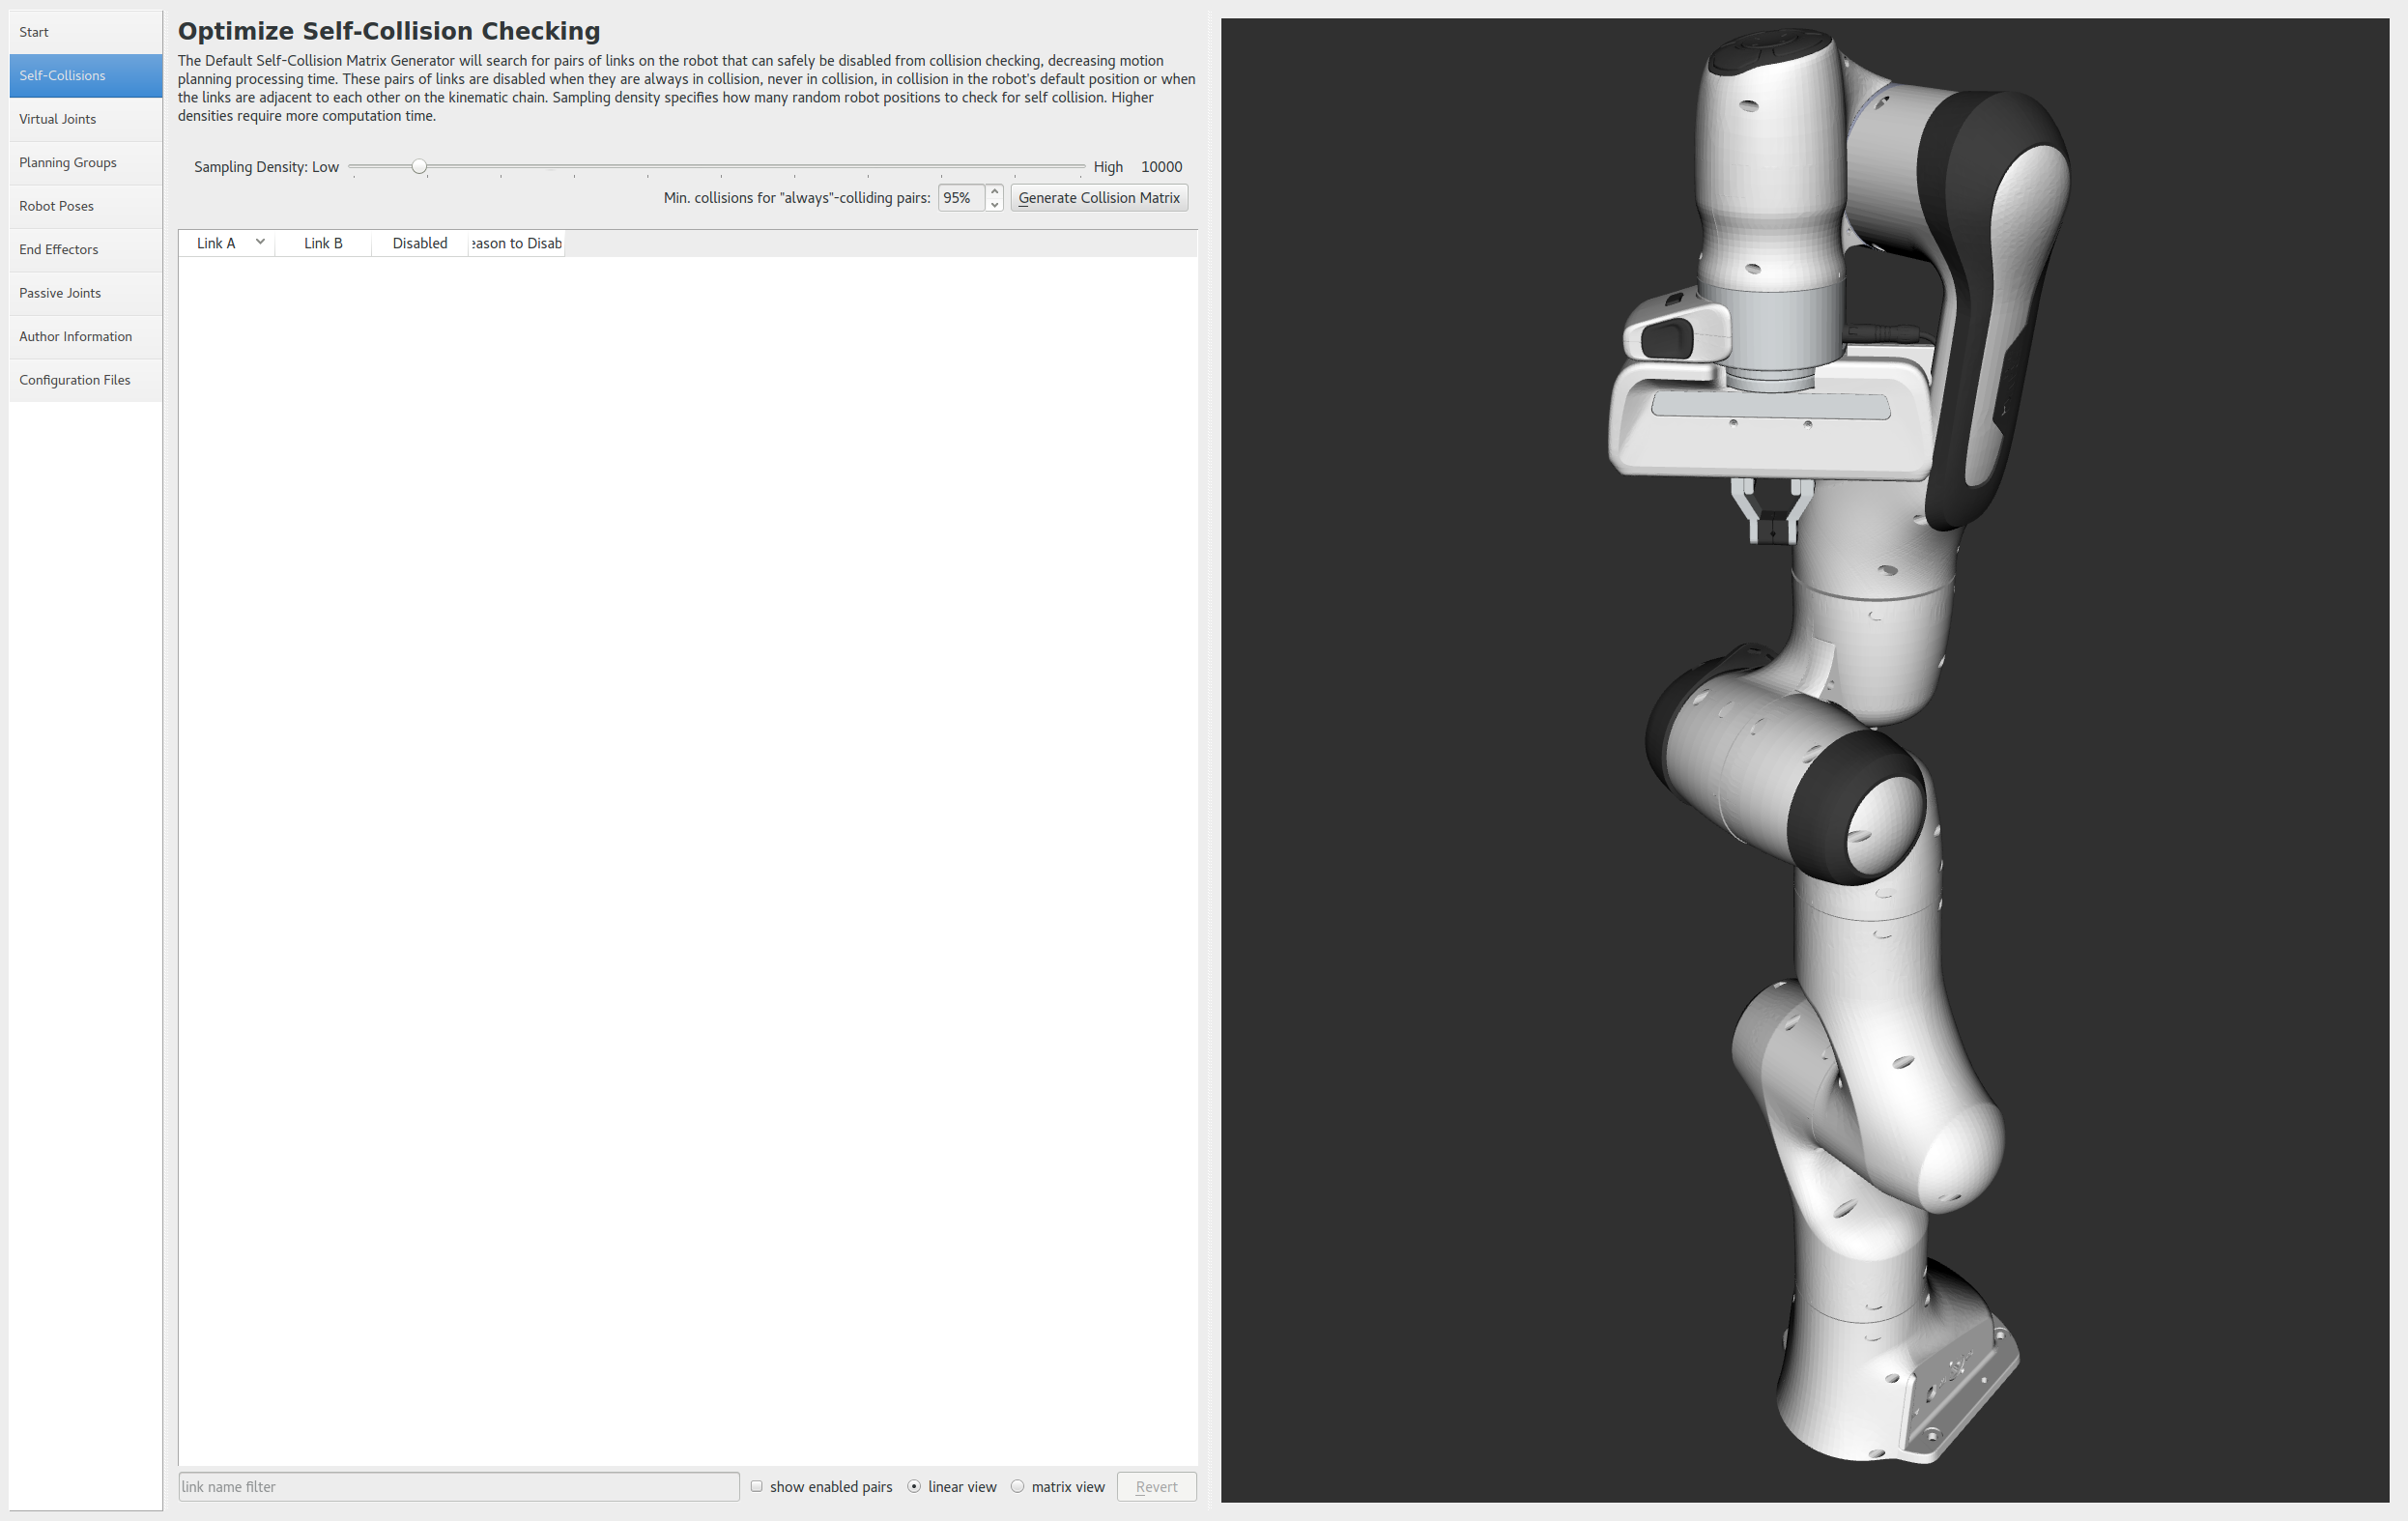 Start
Self-Collisions
Virtual Joints
Planning Groups
Robot Poses
End Effectors
Passive Joints
Author Information
Configuration Files
Optimize Self-Collision Checking
The Default Self-Collision Matrix Generator will search for pairs of links on the robot that can safely be disabled from collision checking, decreasing motion
planning processing time. These pairs of links are disabled when they are always in collision, never in collision, in collision in the robot's default position or when
the links are adjacent to each other on the kinematic chain. Sampling density specifies how many random robot positions to check for self collision. Higher
densities require more computation time.
Sampling Density: Low High 10000
Min. collisions for "always"-colliding pairs: 95% Generate Collision Matrix
Link A Link B Disabled eason to Disab
link name filter show enabled pairs linear view matrix view Revert